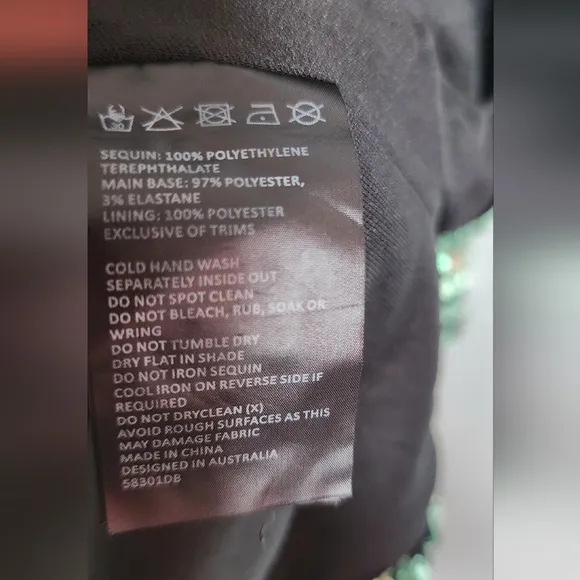 SEQUIN: 100% POLYETHYLENE
TEREPHTHALATE
MAIN BASE: 97% POLYESTER,
3% ELASTANE
LINING: 100% POLYESTER
EXCLUSIVE OF TRIMS
COLD HAND WASH
SEPARATELY INSIDE OUT
DO NOT SPOT CLEAN
DO NOT BLEACH, RUB, SOAK OR
WRING
DO NOT TUMBLE DRY
DRY FLAT IN SHADE
DO NOT IRON SEQUIN
COOL IRON ON REVERSE SIDE IF
REQUIRED
DO NOT DRYCLEAN (X)
AVOID ROUGH SURFACES AS THIS
MAY DAMAGE FABRIC
MADE IN CHINA
DESIGNED IN AUSTRALIA
58301DB